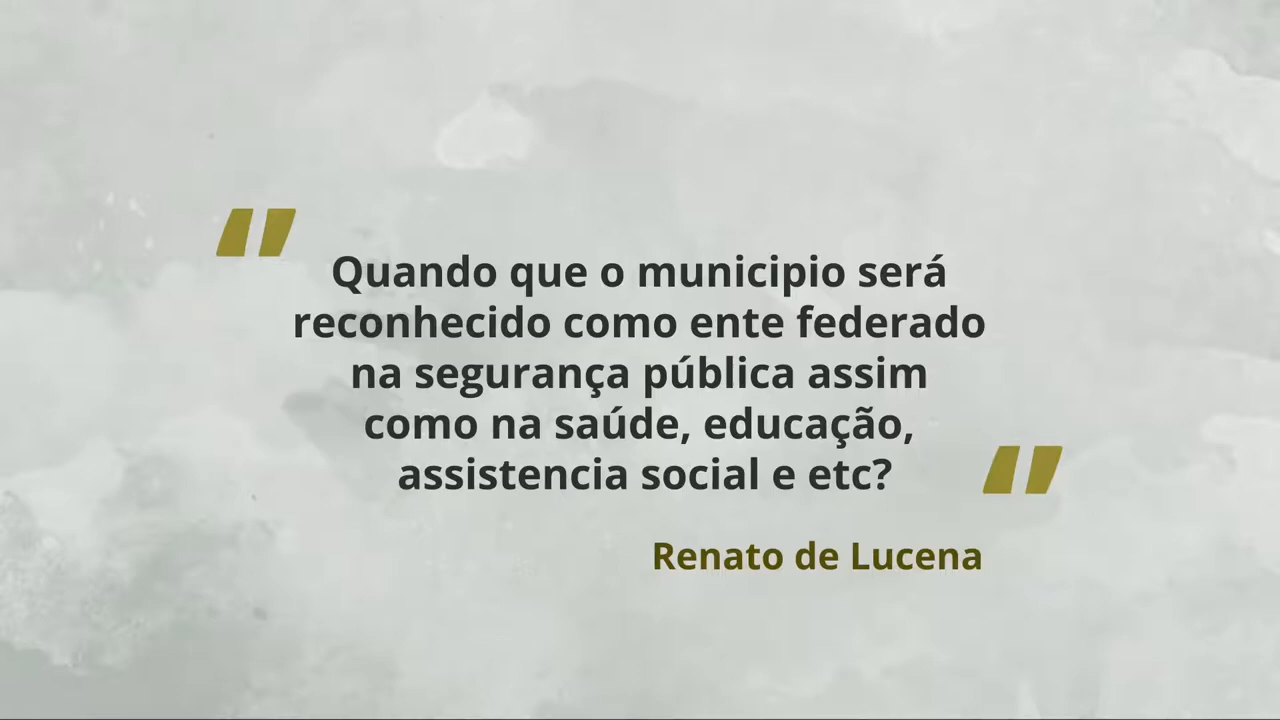 Quando que o municipio será
reconhecido como ente federado
na segurança pública assim
como na saúde, educação,
assistencia social e etc?
Renato de Lucena